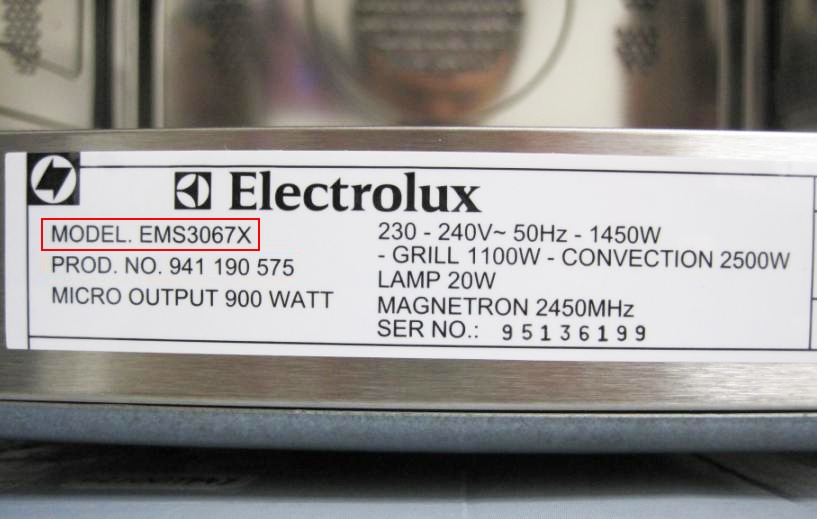 Electrolux
MODEL. EMS3067X
PROD. NO. 941 190 575
MICRO OUTPUT 900 WATT
230 - 240V~ 50Hz - 1450W
- GRILL 1100W - CONVECTION 2500W
LAMP 20W
MAGNETRON 2450MHz
SER NO.: 95136199